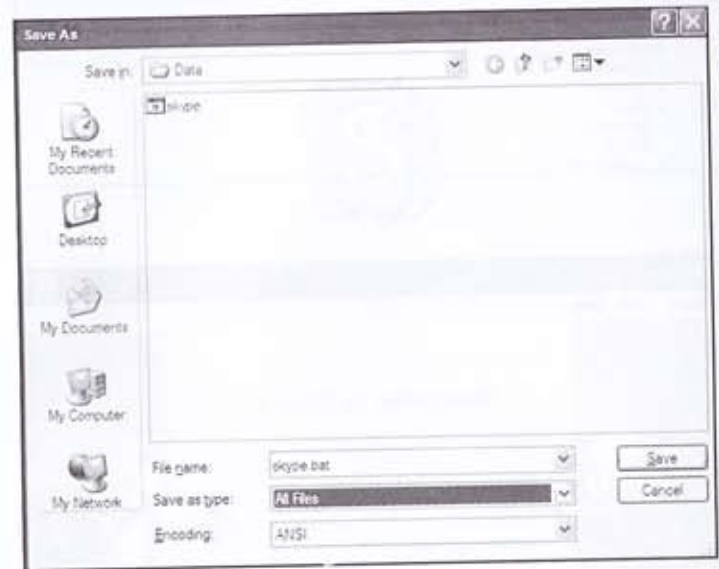 Save As
Save in: Data
skype
My Recent
Documents
Desktop
My Documents
My Computer
My Network
File name: skype.bat Save
Save as type: All Files Cancel
Encoding: ANSI